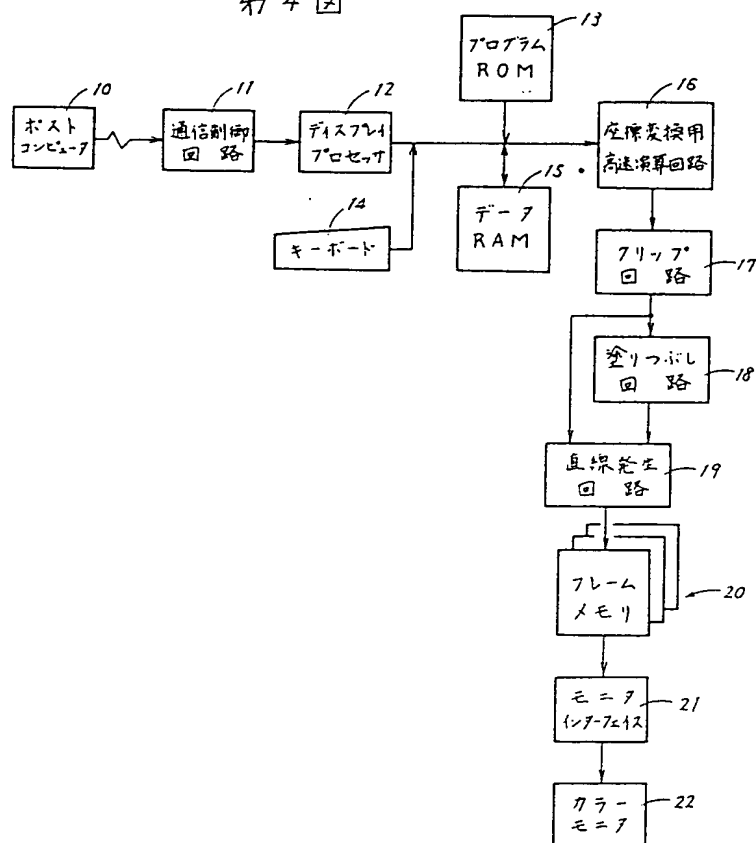 第4図
10
ポスト
コンピュータ
11
通信制御
回路
12
ディスプレイ
プロセッサ
13
プログラム
ROM
14
キーボード
15
データ
RAM
16
座標変換用
高速演算回路
クリップ
回路
17
塗りつぶし
回路
18
直線発生
回路
19
フレーム
メモリ
20
モニタ
インターフェイス
21
カラー
モニタ
22